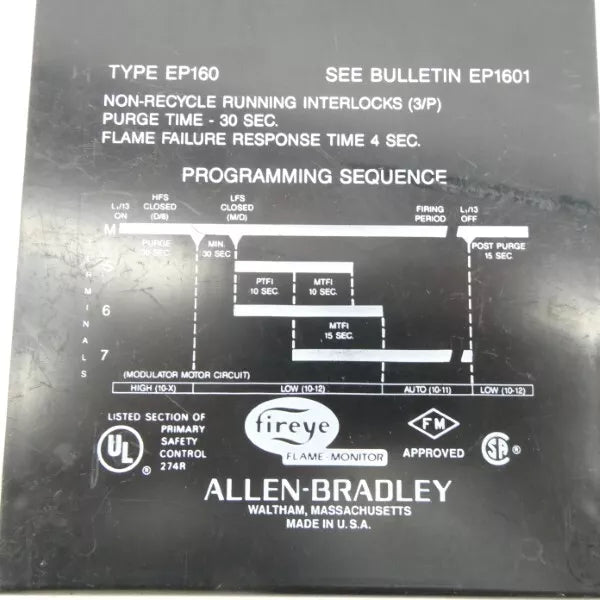 TYPE EP160 SEE BULLETIN EP1601
NON-RECYCLE RUNNING INTERLOCKS (3/P)
PURGE TIME - 30 SEC.
FLAME FAILURE RESPONSE TIME 4 SEC.
PROGRAMMING SEQUENCE
L1/13 ON
HFS CLOSED (D/8)
LFS CLOSED (M/D)
FIRING PERIOD
L1/13 OFF
TERMINALS
M
PURGE 30 SEC.
MIN. 30 SEC
POST PURGE 15 SEC.
5
PTFI 10 SEC.
MTFI 10 SEC.
6
MTFI 15 SEC.
7
(MODULATOR MOTOR CIRCUIT)
HIGH (10-X) LOW (10-12) AUTO (10-11) LOW (10-12)
LISTED SECTION OF
PRIMARY
SAFETY
CONTROL
274R
UL ®
fireye
FLAME-MONITOR
FM
APPROVED
SA ®
ALLEN-BRADLEY
WALTHAM, MASSACHUSETTS
MADE IN U.S.A.